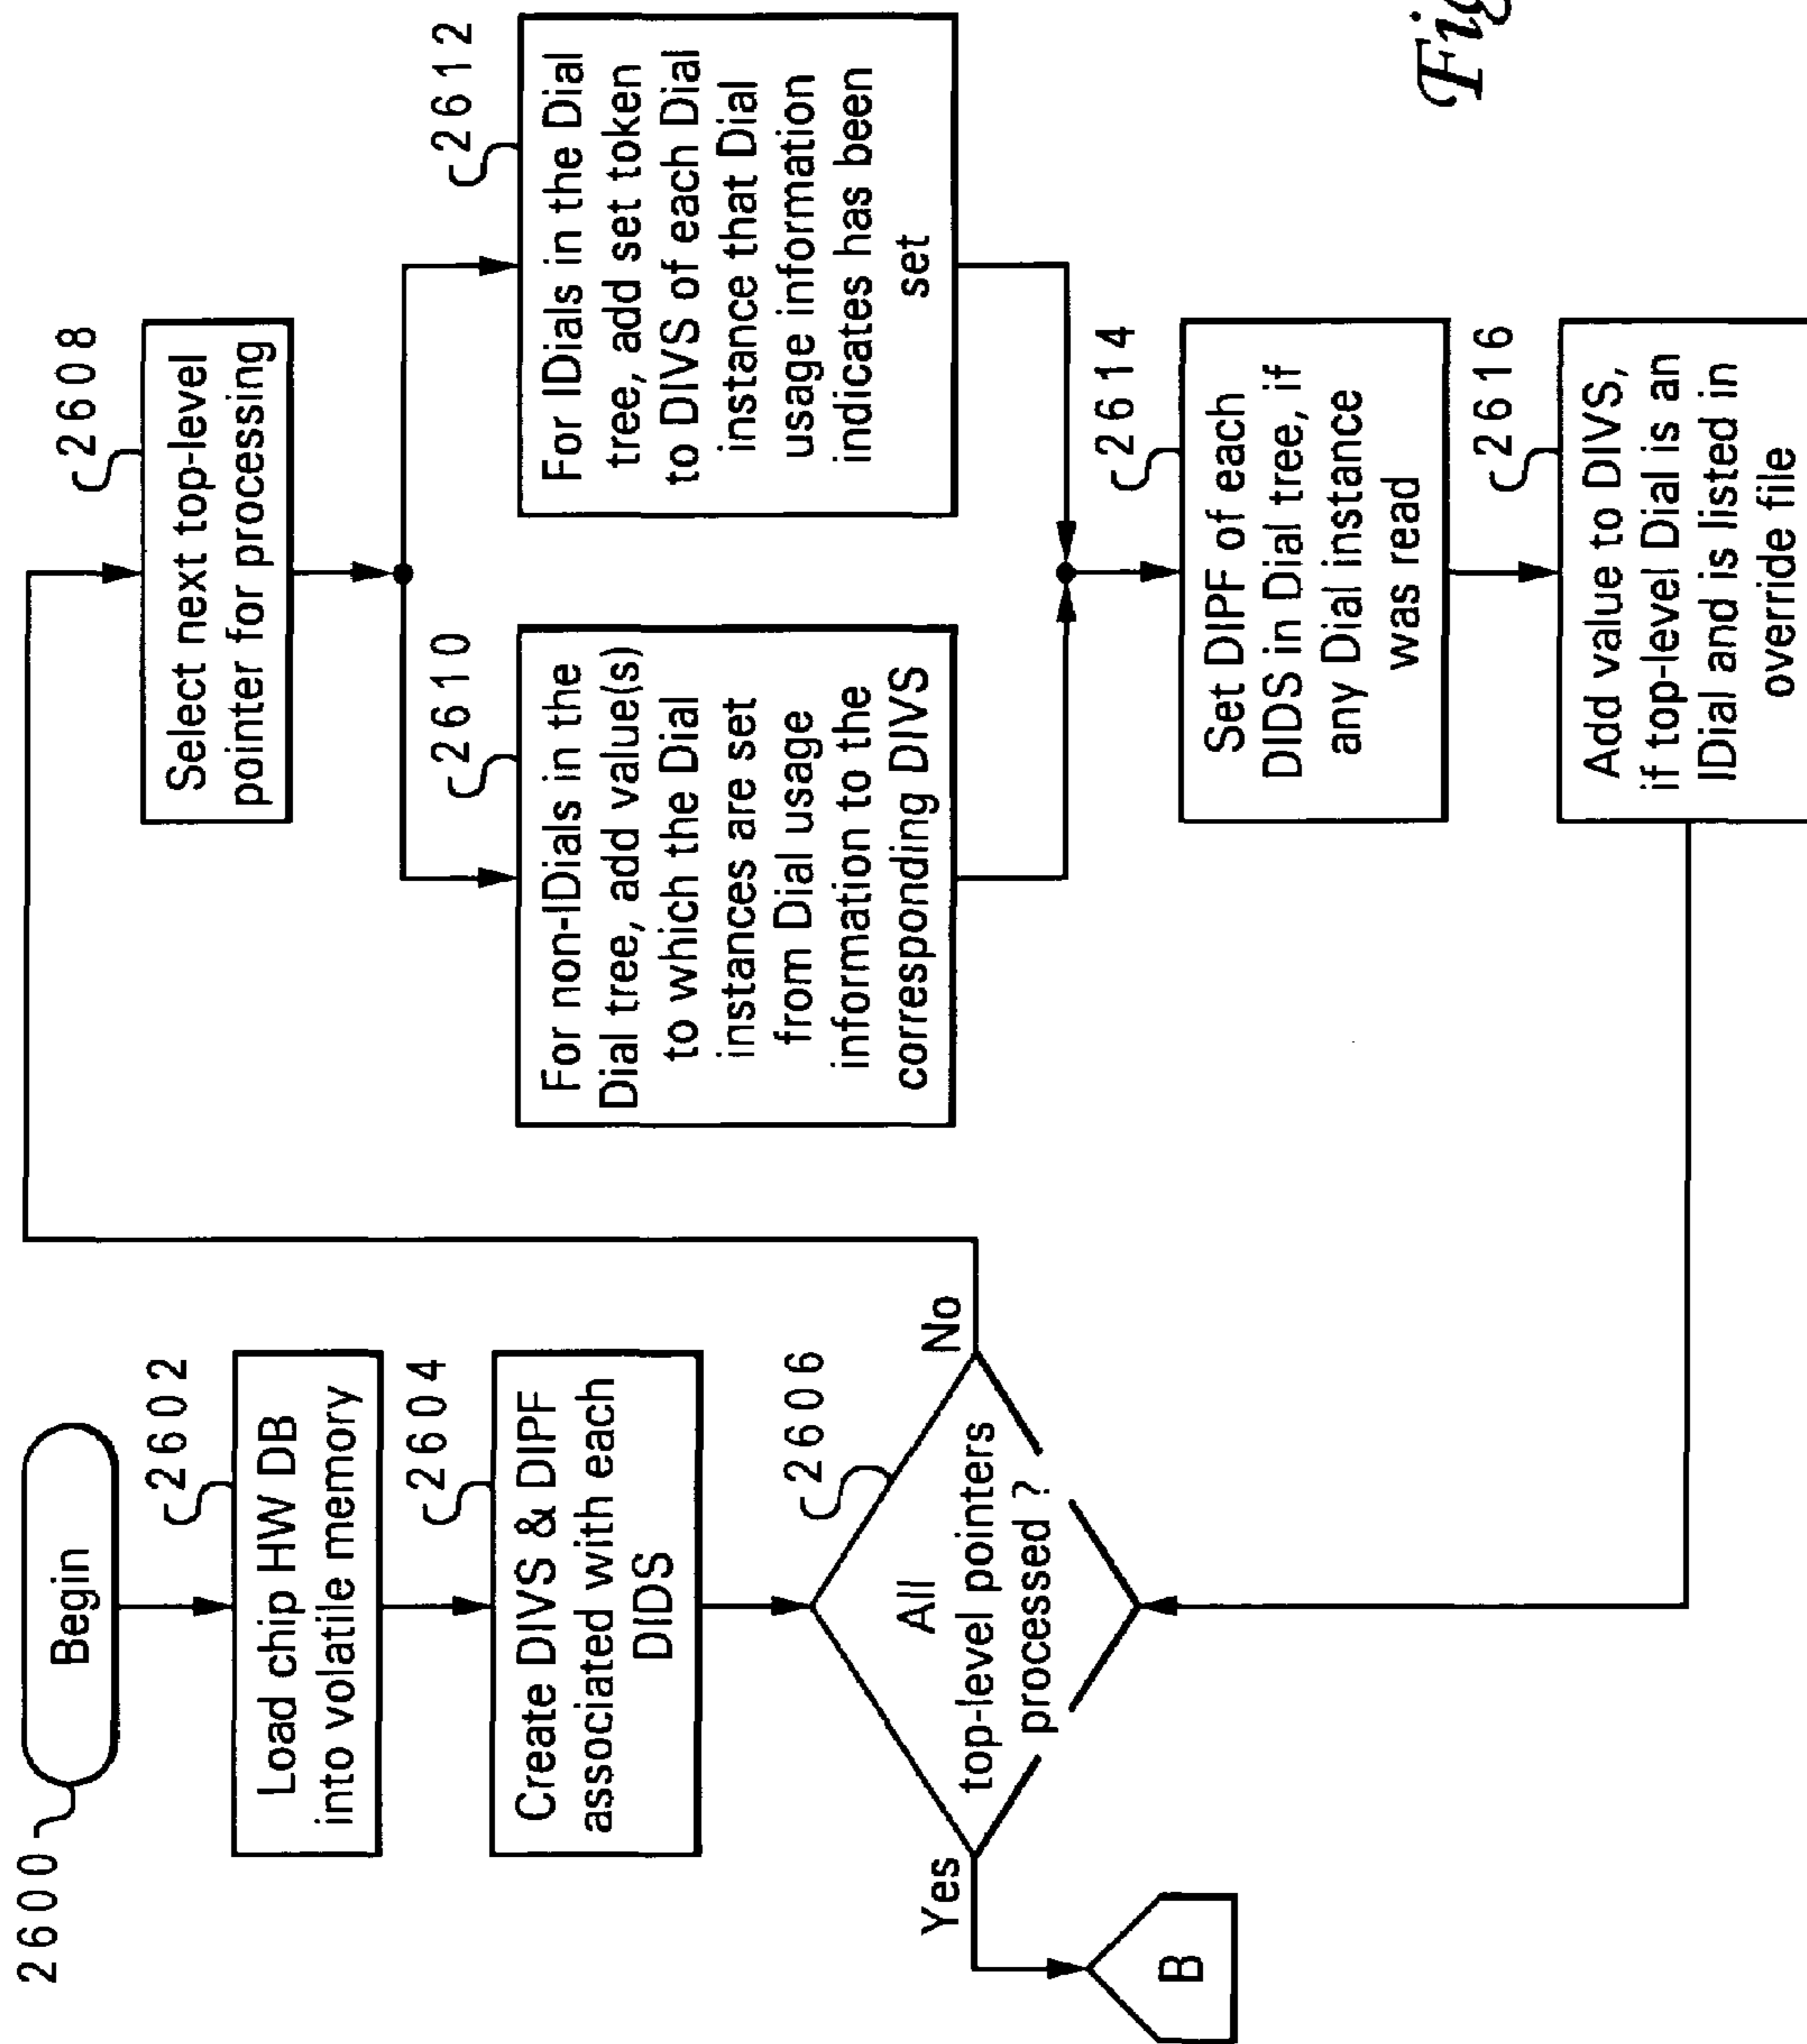 2600
Begin
2602
Load chip HW DB
into volatile memory
2604
Create DIVS & DIPF
associated with each
DIDS
2606
All
top-level pointers
processed ?
Yes
No
B
2608
Select next top-level
pointer for processing
2610
For non-IDials in the
Dial tree, add value(s)
to which the Dial
instances are set
from Dial usage
information to the
corresponding DIVS
2612
For IDials in the Dial
tree, add set token
to DIVS of each Dial
instance that Dial
usage information
indicates has been
set
2614
Set DIPF of each
DIDS in Dial tree, if
any Dial instance
was read
2616
Add value to DIVS,
if top-level Dial is an
IDial and is listed in
override file